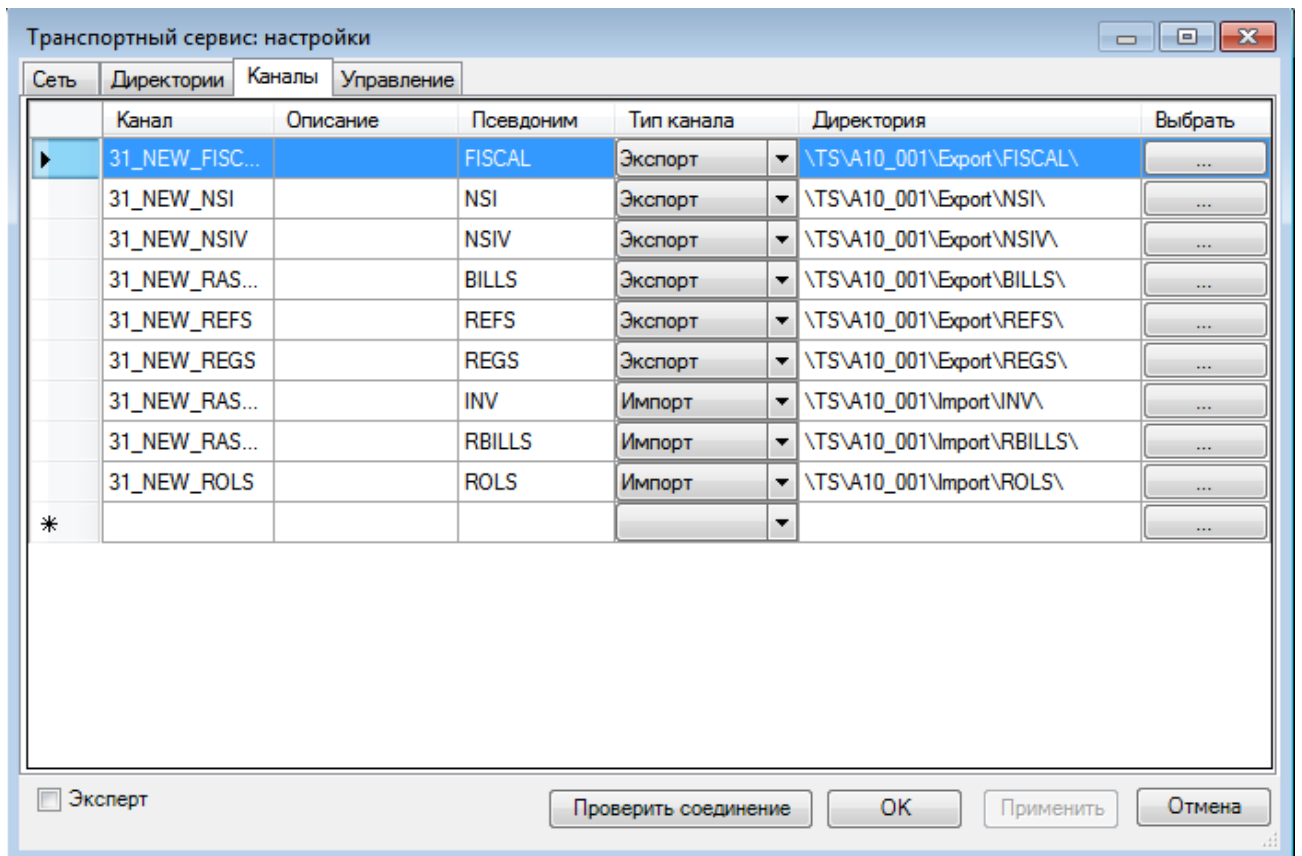 Транспортный сервис: настройки
Сеть Директории Каналы Управление
Канал Описание Псевдоним Тип канала Директория Выбрать
31_NEW_FISC... FISCAL Экспорт \TS\A10_001\Export\FISCAL\ ...
31_NEW_NSI NSI Экспорт \TS\A10_001\Export\NSI\ ...
31_NEW_NSIV NSIV Экспорт \TS\A10_001\Export\NSIV\ ...
31_NEW_RAS... BILLS Экспорт \TS\A10_001\Export\BILLS\ ...
31_NEW_REFS REFS Экспорт \TS\A10_001\Export\REFS\ ...
31_NEW_REGS REGS Экспорт \TS\A10_001\Export\REGS\ ...
31_NEW_RAS... INV Импорт \TS\A10_001\Import\INV\ ...
31_NEW_RAS... RBILLS Импорт \TS\A10_001\Import\RBILLS\ ...
31_NEW_ROLS ROLS Импорт \TS\A10_001\Import\ROLS\ ...
...
Эксперт Проверить соединение OK Применить Отмена